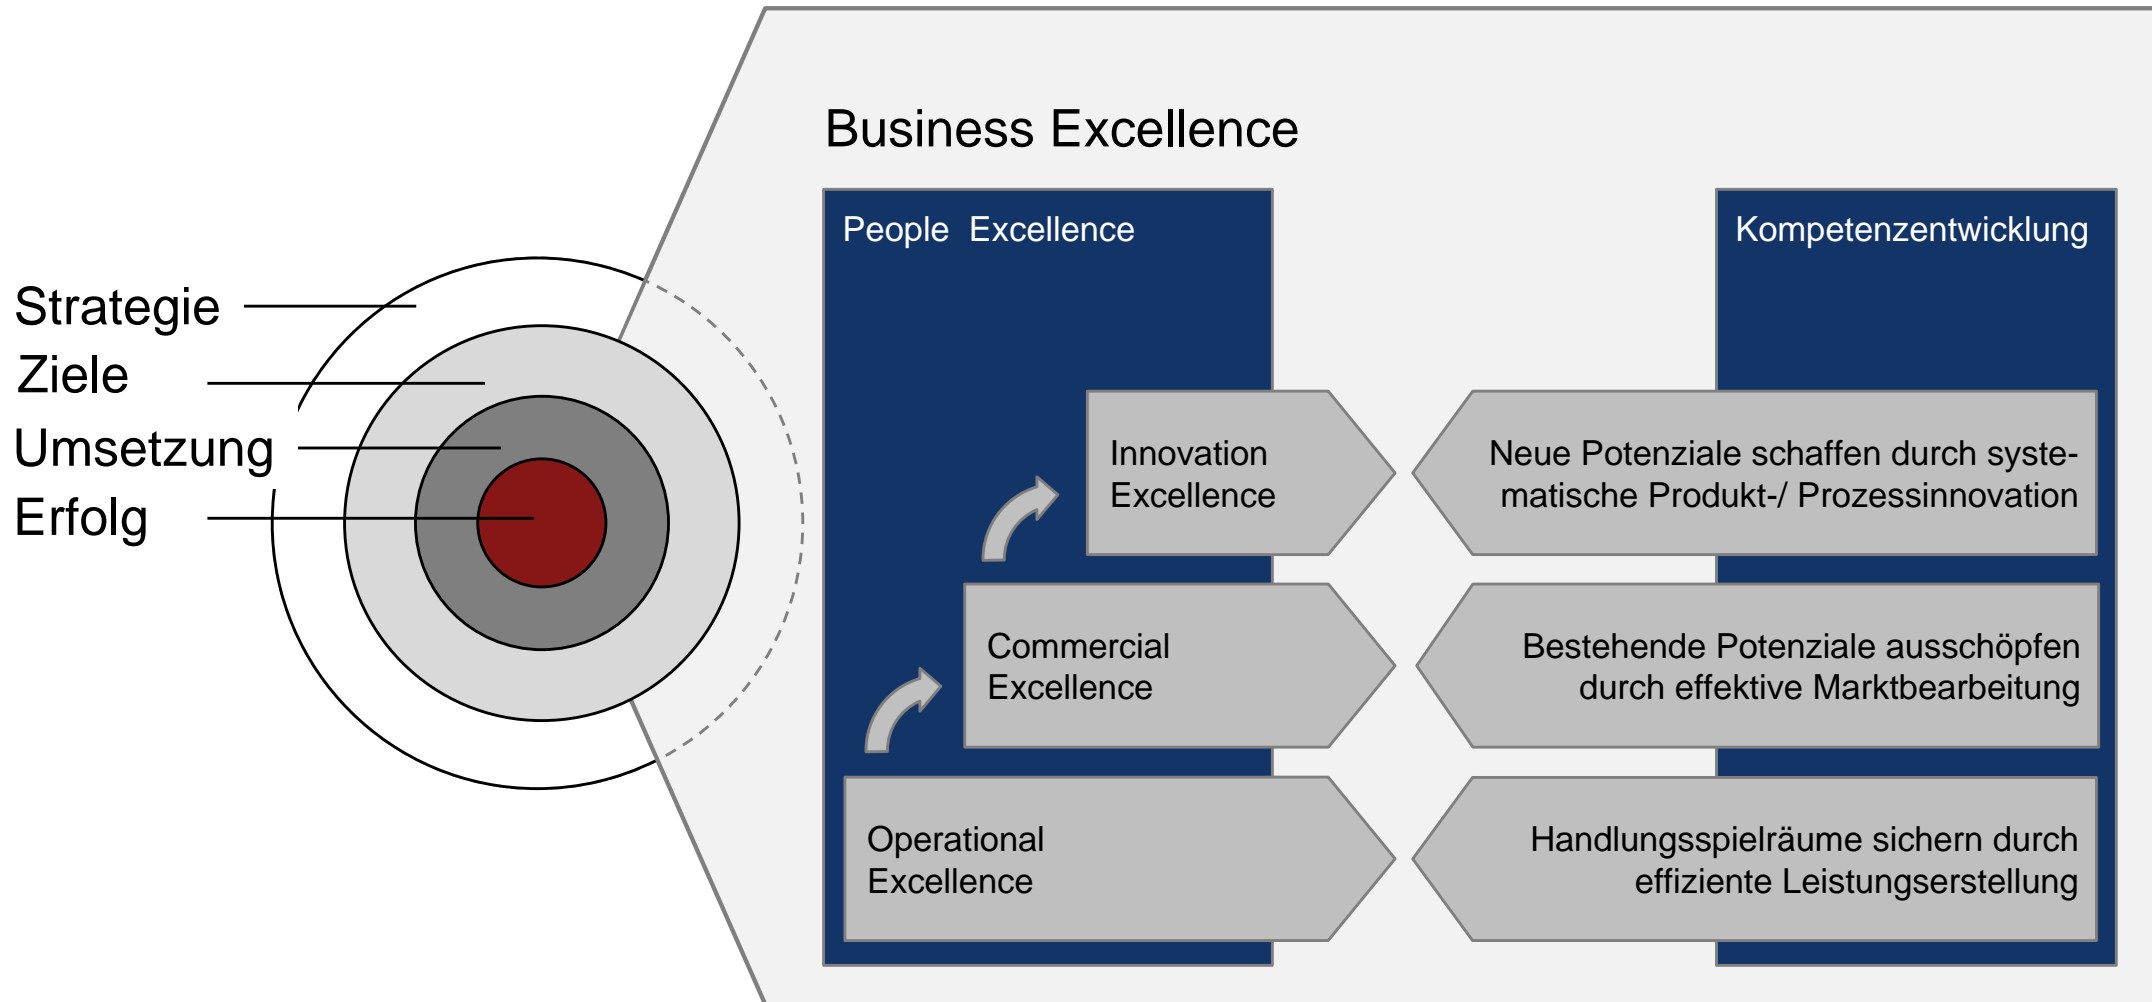 Business Excellence
Strategie
Ziele
Umsetzung
Erfolg
People Excellence
Kompetenzentwicklung
Innovation
Excellence
Neue Potenziale schaffen durch syste-
matische Produkt-/ Prozessinnovation
Commercial
Excellence
Bestehende Potenziale ausschöpfen
durch effektive Marktbearbeitung
Operational
Excellence
Handlungsspielräume sichern durch
effiziente Leistungserstellung